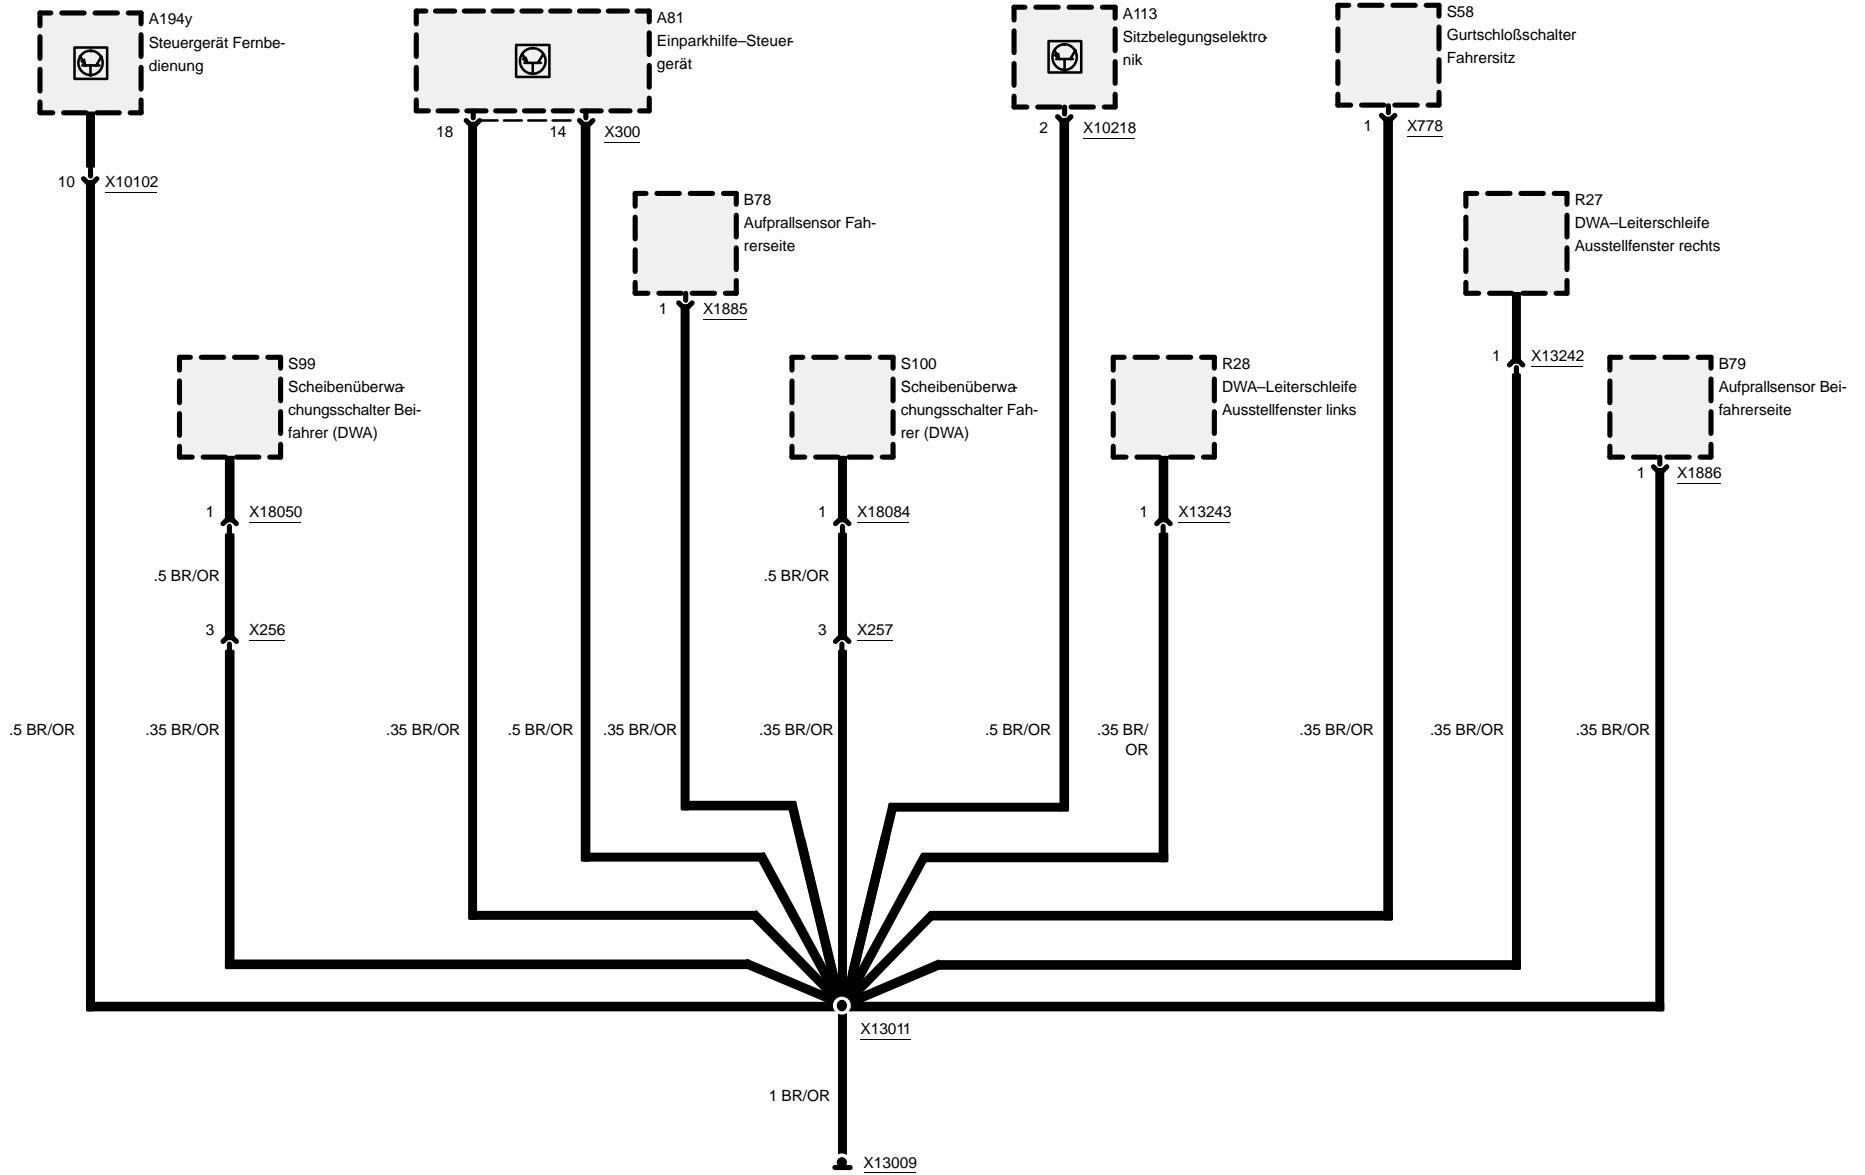 A194y
Steuergerät Fernbe-
dienung
A81
Einparkhilfe–Steuer-
gerät
A113
Sitzbelegungselektro-
nik
S58
Gurtschloßschalter
Fahrersitz
18
14
X300
2
X10218
1
X778
10
X10102
B78
Aufprallsensor Fah-
rerseite
1
X1885
R27
DWA–Leiterschleife
Ausstellfenster rechts
1
X13242
S99
Scheibenüberwa-
chungsschalter Bei-
fahrer (DWA)
S100
Scheibenüberwa-
chungsschalter Fah-
rer (DWA)
R28
DWA–Leiterschleife
Ausstellfenster links
B79
Aufprallsensor Bei-
fahrerseite
1
X1886
1
X18050
1
X18084
1
X13243
.5 BR/OR
.5 BR/OR
3
X256
3
X257
.5 BR/OR
.35 BR/OR
.35 BR/OR
.5 BR/OR
.35 BR/OR
.35 BR/OR
.5 BR/OR
.35 BR/
OR
.35 BR/OR
.35 BR/OR
.35 BR/OR
X13011
1 BR/OR
X13009